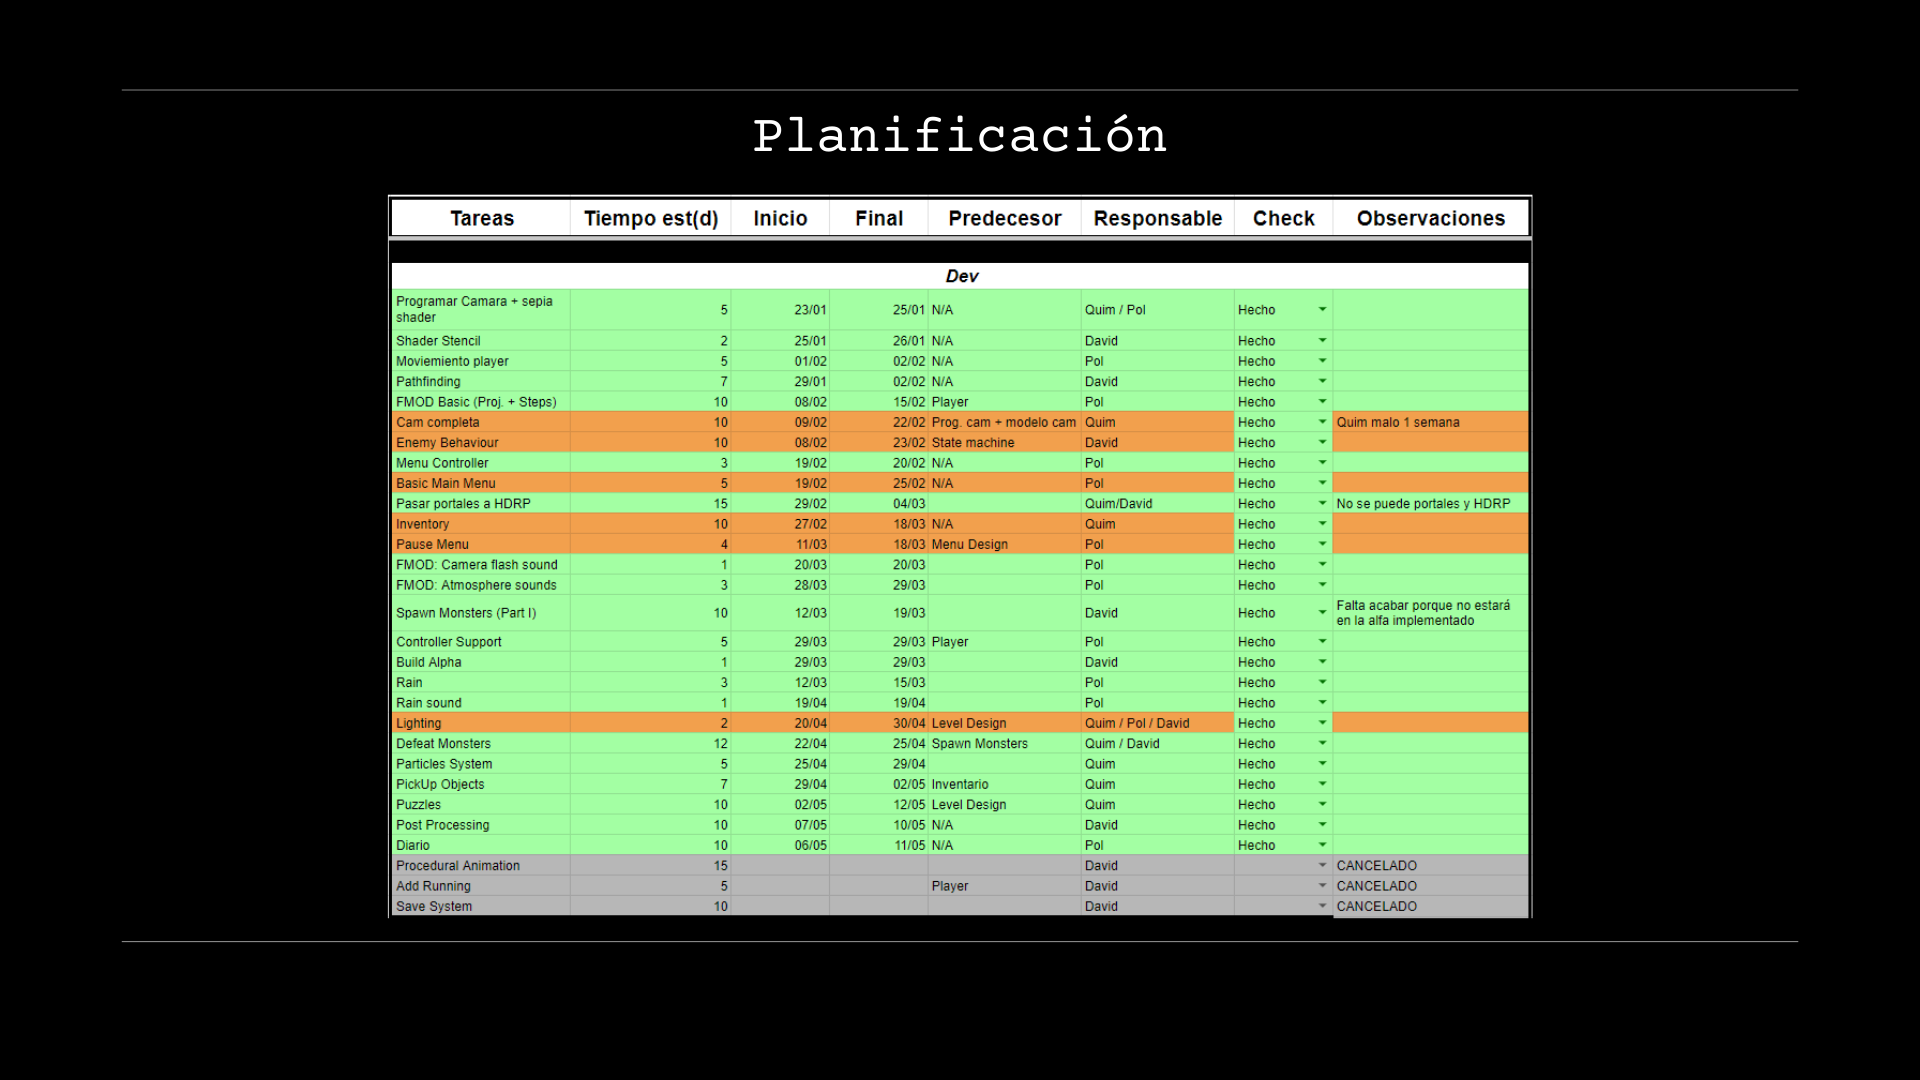 Planificación
Tareas Tiempo est(d) Inicio Final Predecesor Responsable Check Observaciones
Dev
Programar Camara + sepia
shader 5 23/01 25/01 N/A Quim / Pol Hecho
Shader Stencil 2 25/01 26/01 N/A David Hecho
Moviemiento player 5 01/02 02/02 N/A Pol Hecho
Pathfinding 7 29/01 02/02 N/A David Hecho
FMOD Basic (Proj. + Steps) 10 08/02 15/02 Player Pol Hecho
Cam completa 10 09/02 22/02 Prog. cam + modelo cam Quim Hecho Quim malo 1 semana
Enemy Behaviour 10 08/02 23/02 State machine David Hecho
Menu Controller 3 19/02 20/02 N/A Pol Hecho
Basic Main Menu 5 19/02 25/02 N/A Pol Hecho
Pasar portales a HDRP 15 29/02 04/03 Quim/David Hecho No se puede portales y HDRP
Inventory 10 27/02 18/03 N/A Quim Hecho
Pause Menu 4 11/03 18/03 Menu Design Pol Hecho
FMOD: Camera flash sound 1 20/03 20/03 Pol Hecho
FMOD: Atmosphere sounds 3 28/03 29/03 Pol Hecho
Spawn Monsters (Part I) 10 12/03 19/03 David Hecho Falta acabar porque no estará
en la alfa implementado
Controller Support 5 29/03 29/03 Player Pol Hecho
Build Alpha 1 29/03 29/03 David Hecho
Rain 3 12/03 15/03 Pol Hecho
Rain sound 1 19/04 19/04 Pol Hecho
Lighting 2 20/04 30/04 Level Design Quim / Pol / David Hecho
Defeat Monsters 12 22/04 25/04 Spawn Monsters Quim / David Hecho
Particles System 5 25/04 29/04 Quim Hecho
PickUp Objects 7 29/04 02/05 Inventario Quim Hecho
Puzzles 10 02/05 12/05 Level Design Quim Hecho
Post Processing 10 07/05 10/05 N/A David Hecho
Diario 10 06/05 11/05 N/A Pol Hecho
Procedural Animation 15 David CANCELADO
Add Running 5 Player David CANCELADO
Save System 10 David CANCELADO